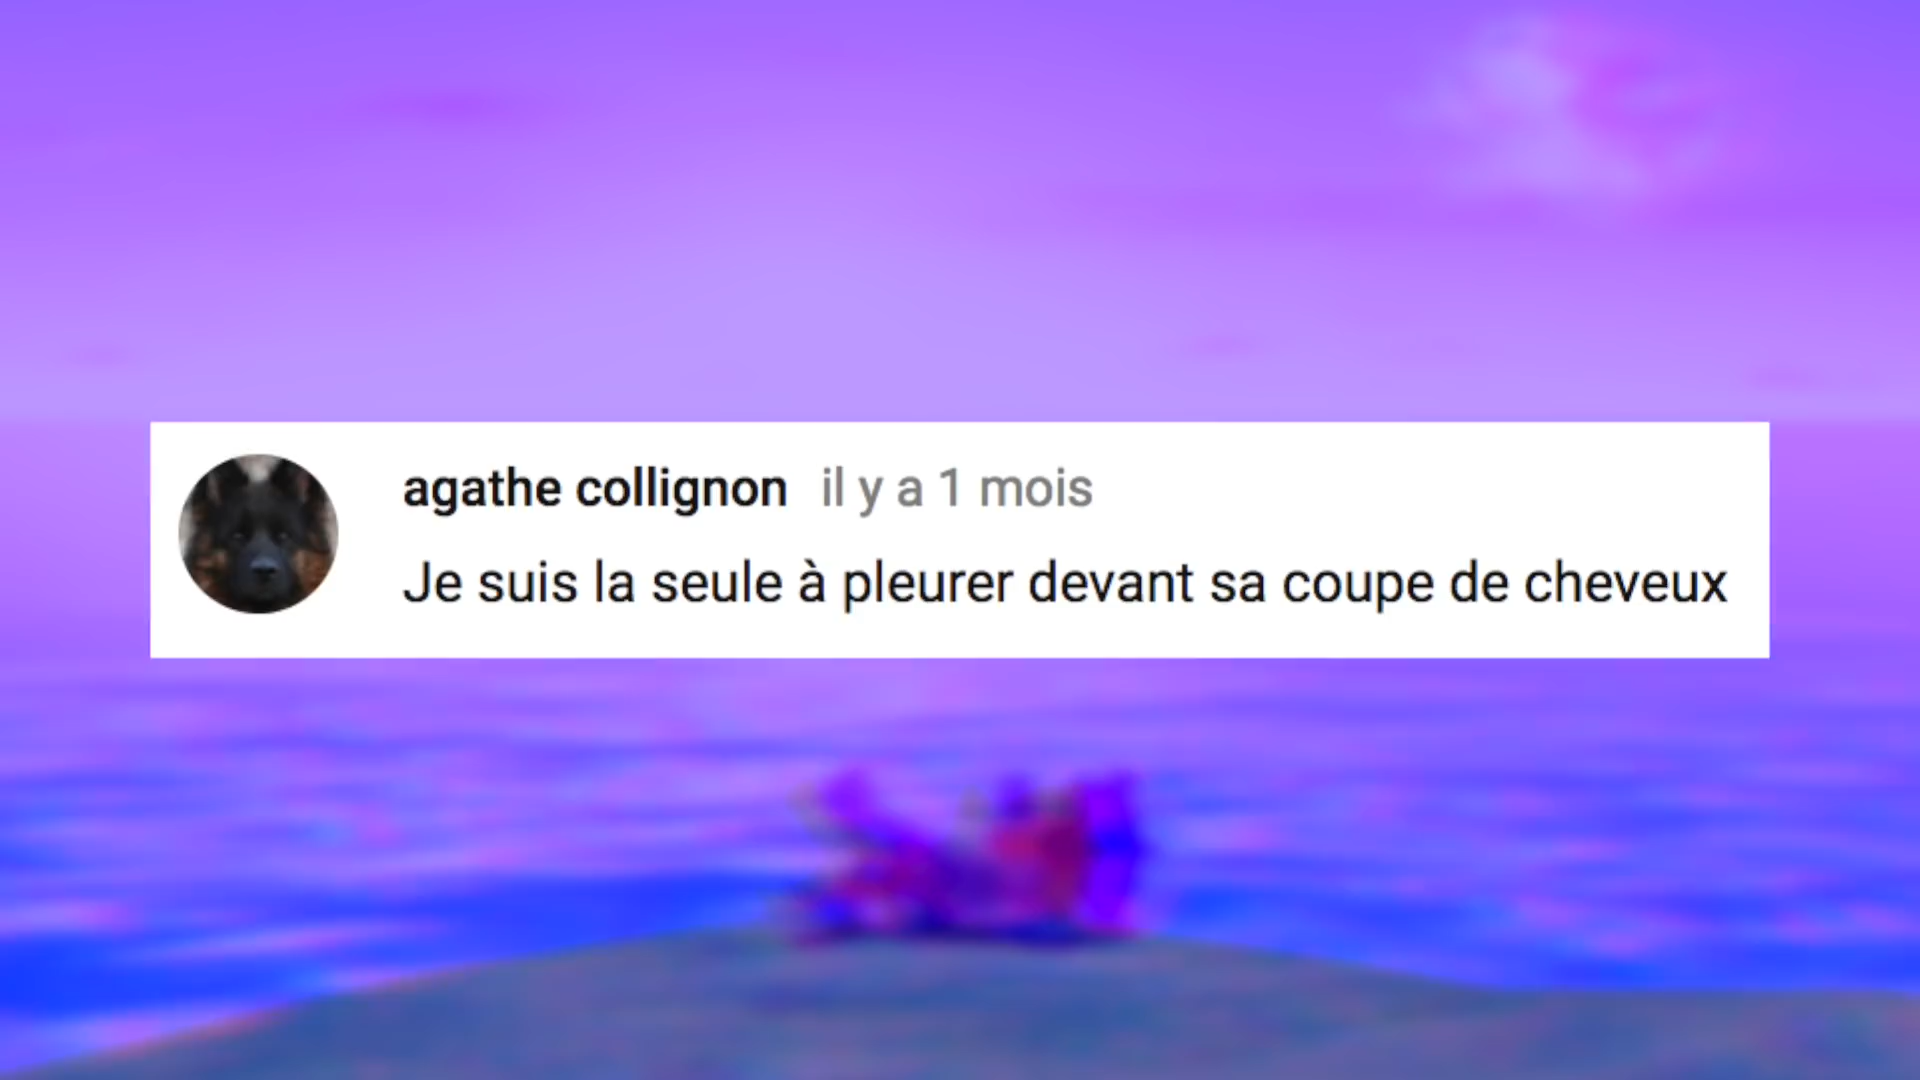 agathe collignon il y a 1 mois
Je suis la seule à pleurer devant sa coupe de cheveux